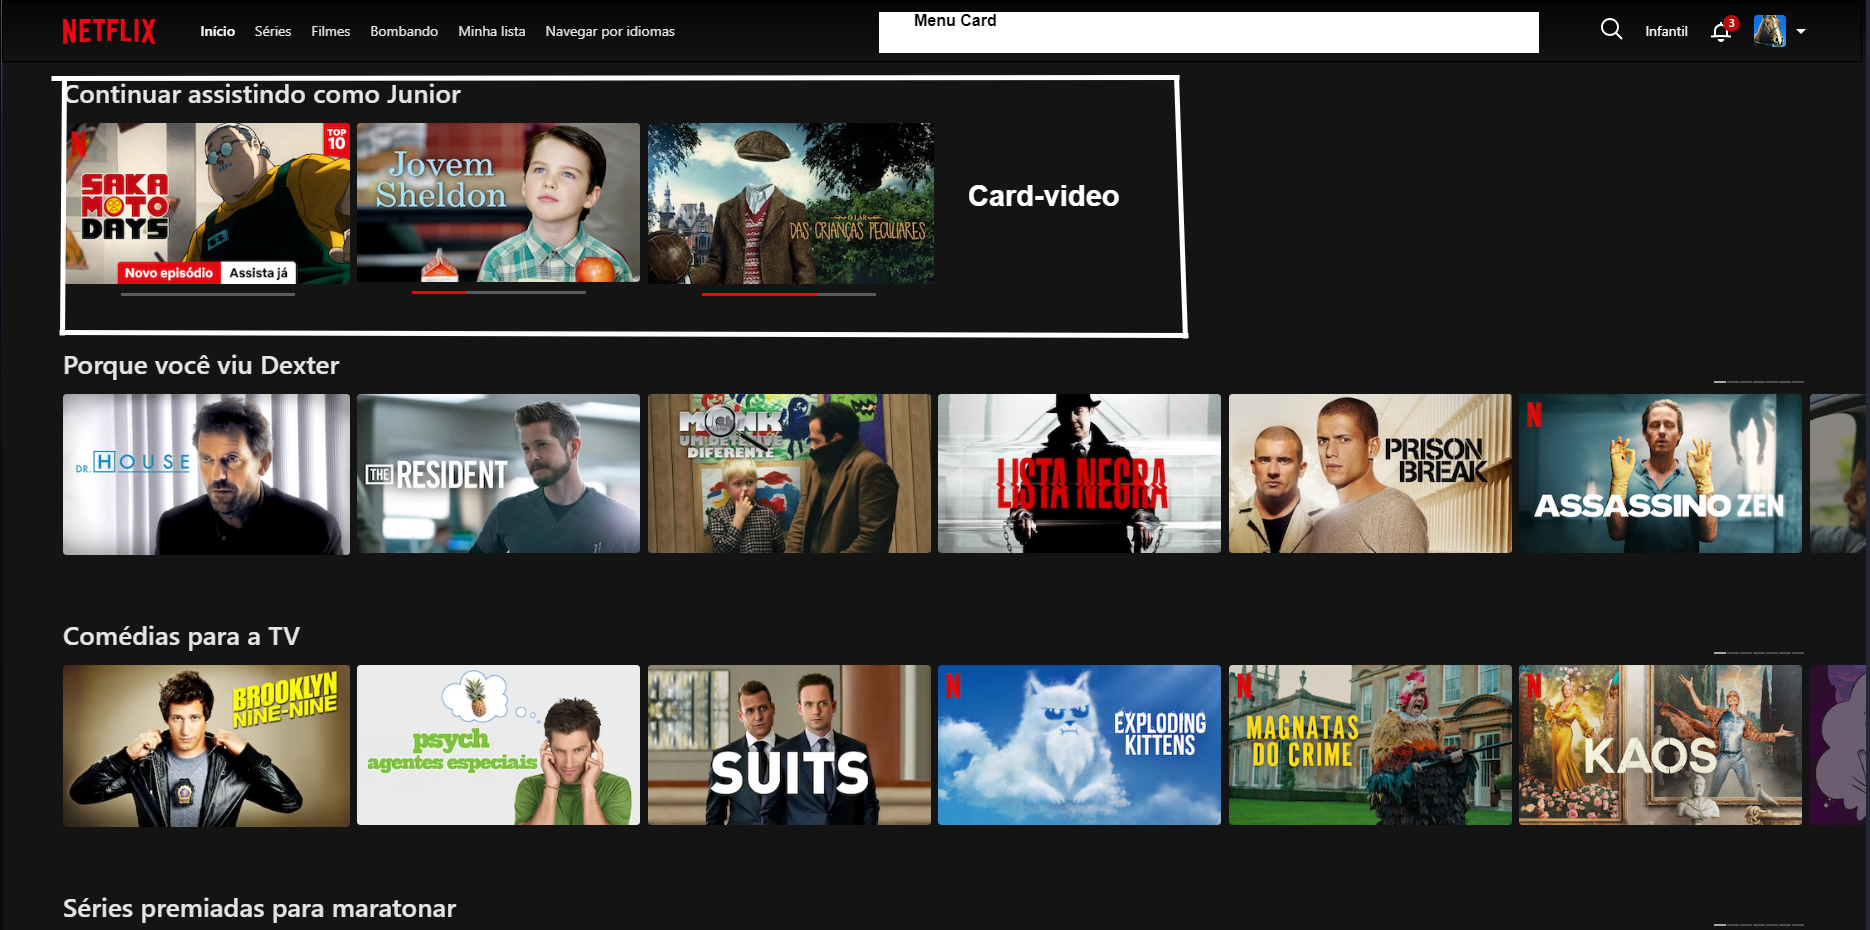 NETFLIX
Início Séries Filmes Bombando Minha lista Navegar por idiomas
Menu Card
Infantil
3
Continuar assistindo como Junior
N
TOP
10
SAKA
MOTO
DAYS
Novo episódio Assista já
Jovem
Sheldon
O LAR
DAS CRIANÇAS PECULIARES
Card-video
Porque você viu Dexter
DR. HOUSE
THE RESIDENT
MONK
UM DETETIVE
DIFERENTE
LISTA NEGRA
PRISON
BREAK
N
ASSASSINO ZEN
Comédias para a TV
BROOKLYN
NINE-NINE
psych
agentes especiais
SUITS
N
EXPLODING
KITTENS
N
MAGNATAS
DO CRIME
N
KAOS
Séries premiadas para maratonar